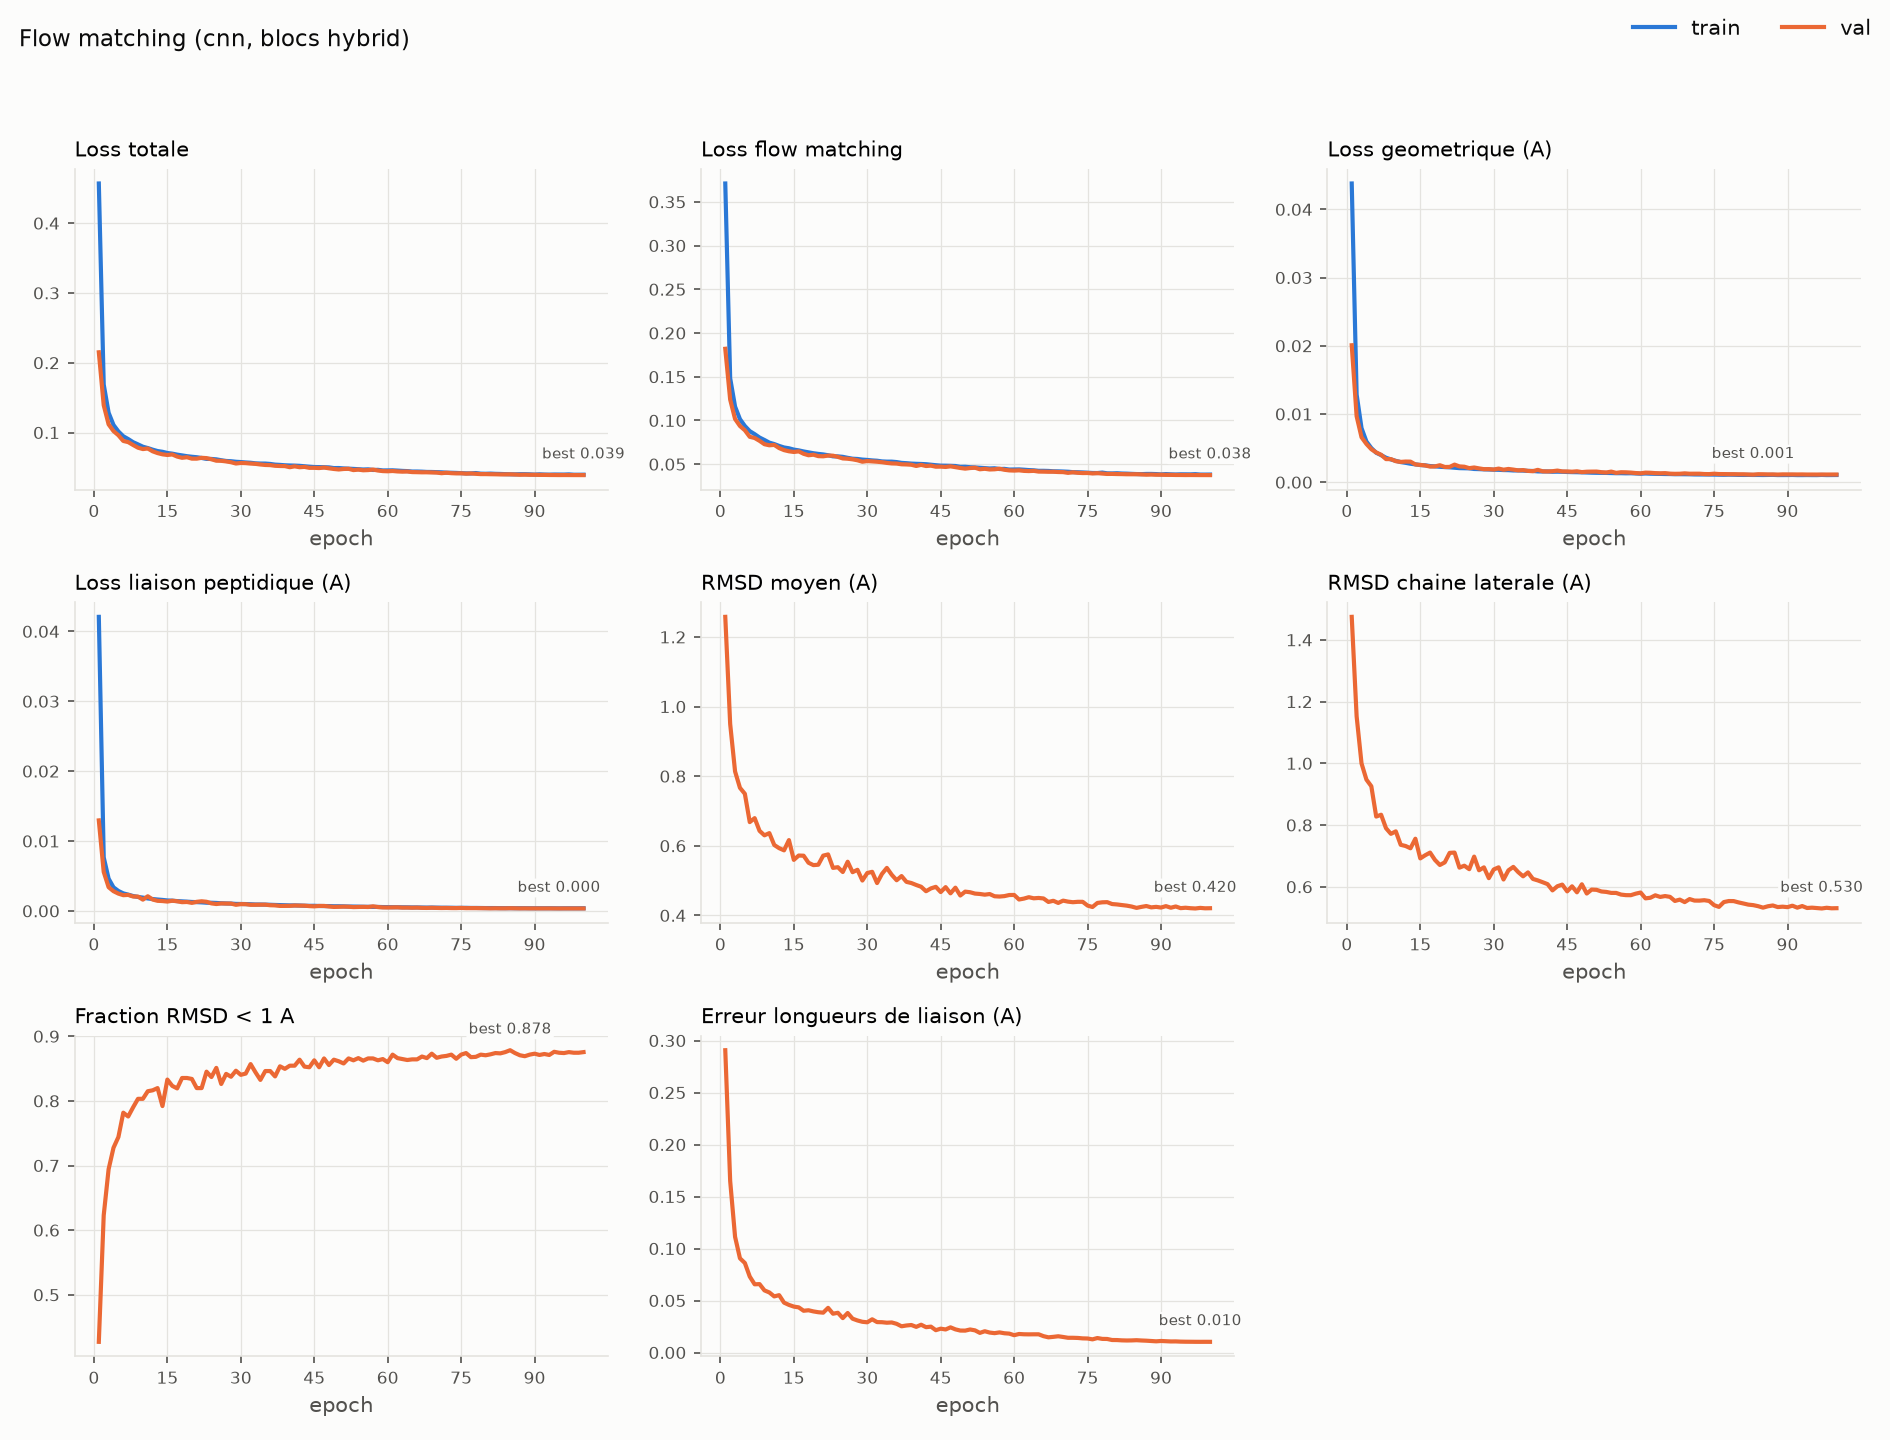 Flow matching (cnn, blocs hybrid)
train
val
Loss totale
0.4
0.3
0.2
0.1
best 0.039
0 15 30 45 60 75 90
epoch
Loss flow matching
0.35
0.30
0.25
0.20
0.15
0.10
0.05
best 0.038
0 15 30 45 60 75 90
epoch
Loss geometrique (A)
0.04
0.03
0.02
0.01
0.00
best 0.001
0 15 30 45 60 75 90
epoch
Loss liaison peptidique (A)
0.04
0.03
0.02
0.01
0.00
best 0.000
0 15 30 45 60 75 90
epoch
RMSD moyen (A)
1.2
1.0
0.8
0.6
0.4
best 0.420
0 15 30 45 60 75 90
epoch
RMSD chaine laterale (A)
1.4
1.2
1.0
0.8
0.6
best 0.530
0 15 30 45 60 75 90
epoch
Fraction RMSD < 1 A
best 0.878
0.9
0.8
0.7
0.6
0.5
0 15 30 45 60 75 90
epoch
Erreur longueurs de liaison (A)
0.30
0.25
0.20
0.15
0.10
0.05
0.00
best 0.010
0 15 30 45 60 75 90
epoch